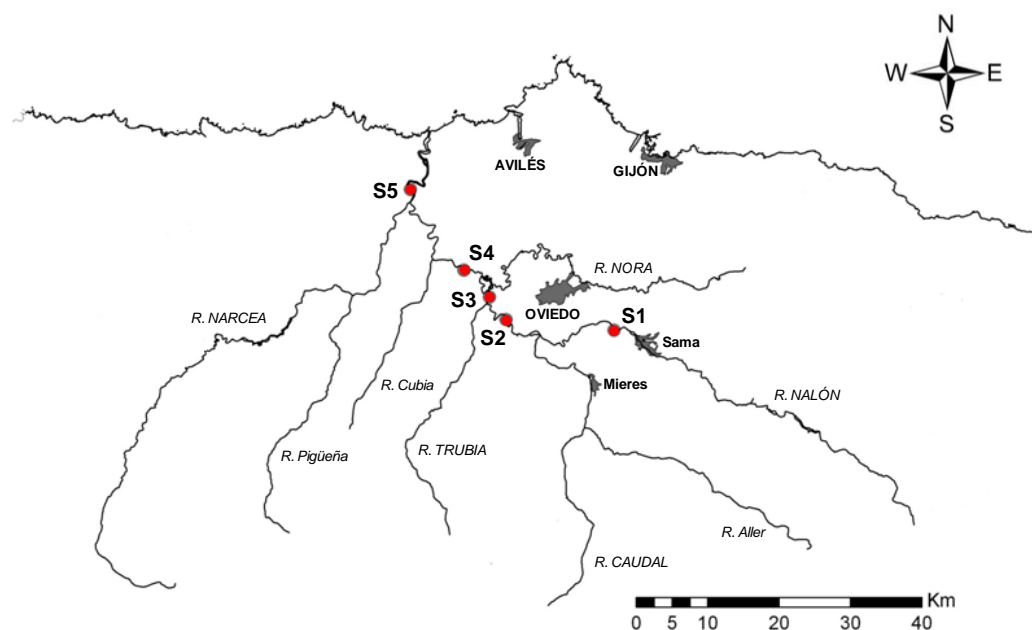 N
W E
S
AVILÉS
GIJÓN
S5
S4
R. NORA
S3
OVIEDO
S1
R. NARCEA
S2
Sama
R. Cubia
Mieres
R. NALÓN
R. TRUBIA
R. Pigüeña
R. Aller
R. CAUDAL
Km
0 5 10 20 30 40